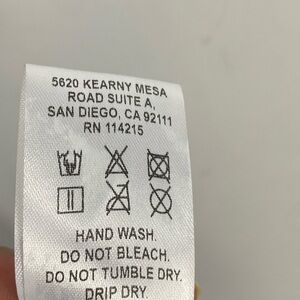 5620 KEARNY MESA
ROAD SUITE A,
SAN DIEGO, CA 92111
RN 114215
HAND WASH.
DO NOT BLEACH.
DO NOT TUMBLE DRY.
DRIP DRY.